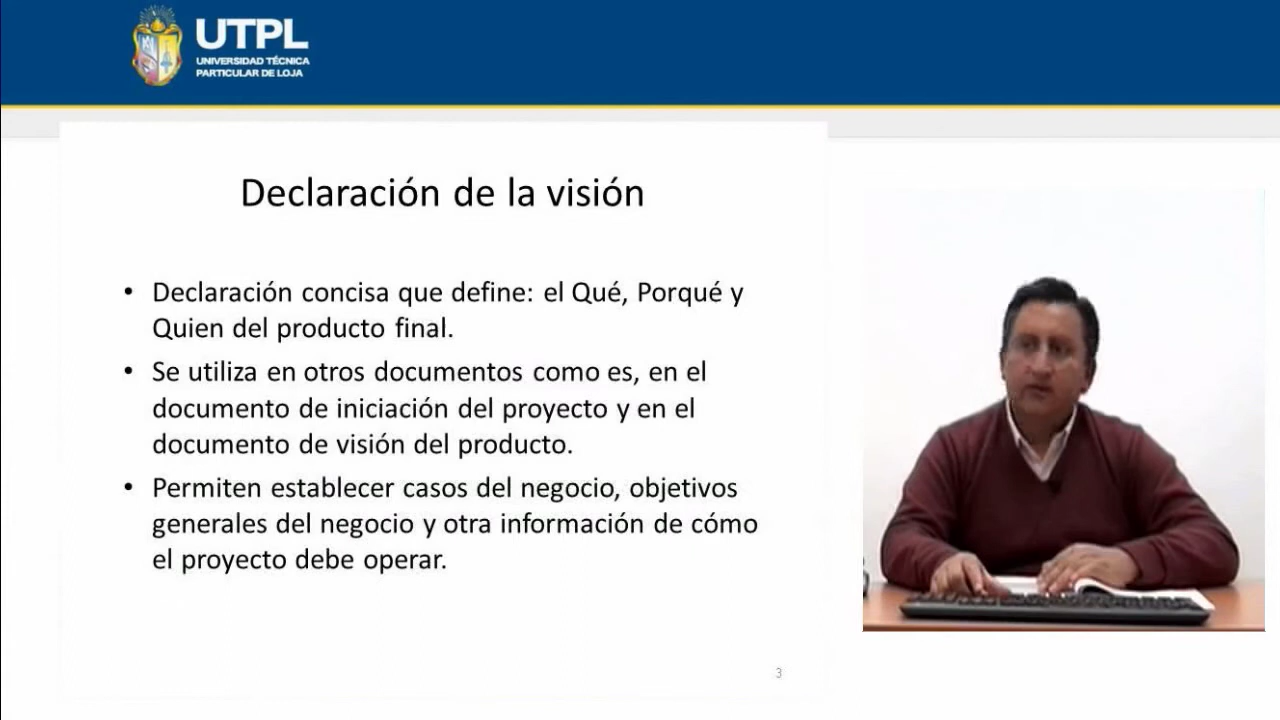 UTPL
UNIVERSIDAD TÉCNICA
PARTICULAR DE LOJA
Declaración de la visión
• Declaración concisa que define: el Qué, Porqué y
Quien del producto final.
• Se utiliza en otros documentos como es, en el
documento de iniciación del proyecto y en el
documento de visión del producto.
• Permiten establecer casos del negocio, objetivos
generales del negocio y otra información de cómo
el proyecto debe operar.
3